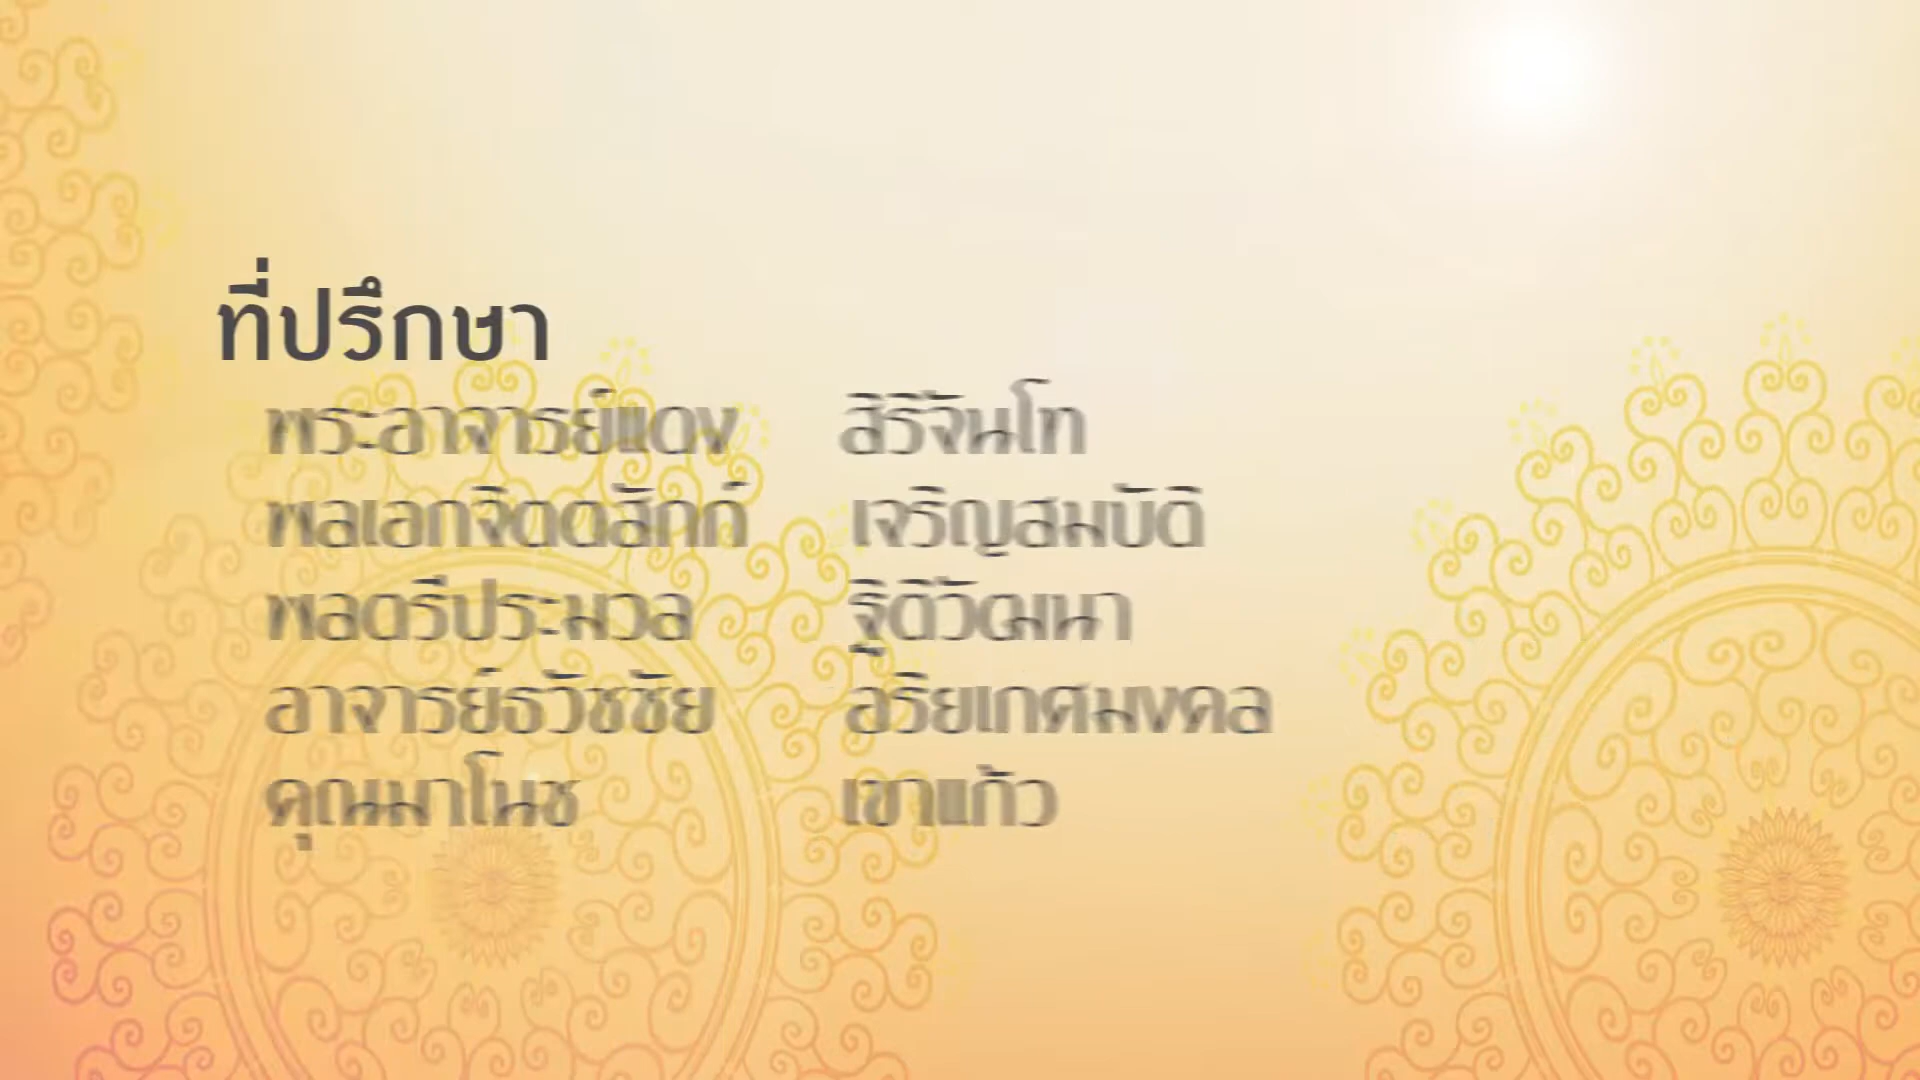 ที่ปรึกษา
พระอาจารย์แดง สิริจันโท
พลเอกจิตตสักก์ เจริญสมบัติ
พลตรีประมวล ฐิติวัฒนา
อาจารย์ธวัชชัย อริยเกศมงคล
คุณมาโนช เขาแก้ว